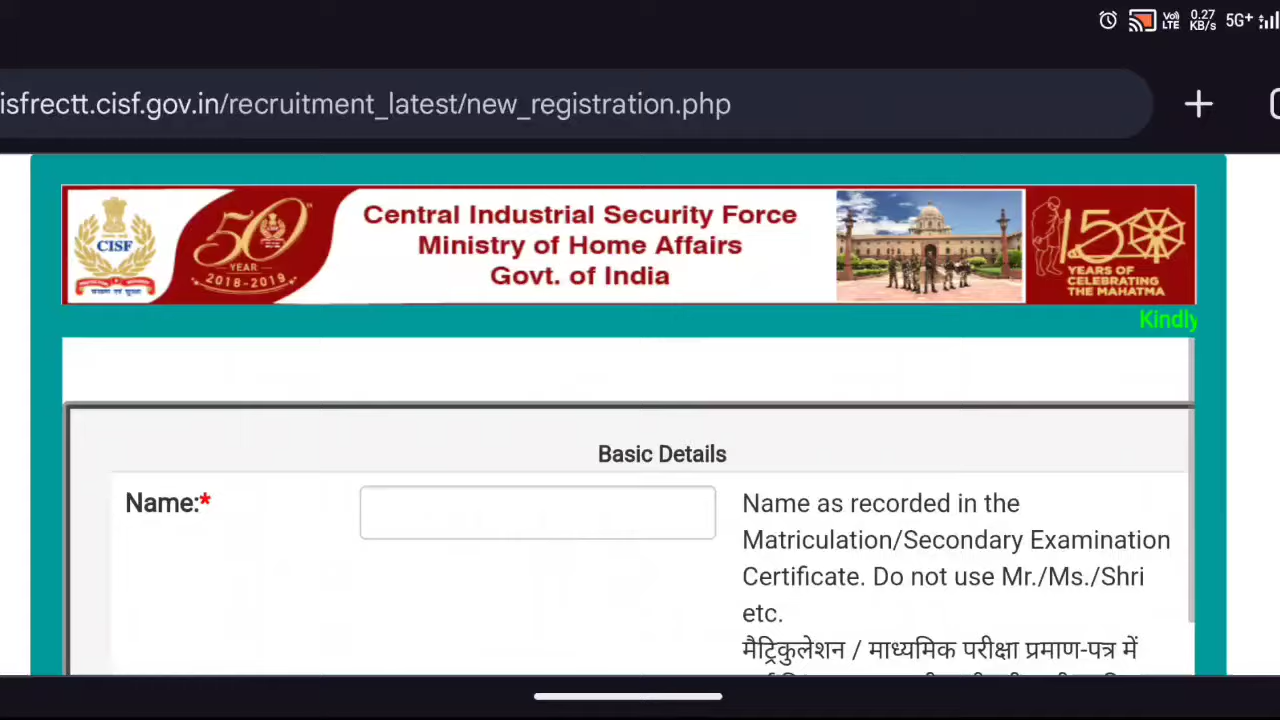 Vo)) 0.27 5G+
LTE KB/s
isfrectt.cisf.gov.in/recruitment_latest/new_registration.php
CISF
50
YEAR
2018-2019
Central Industrial Security Force
Ministry of Home Affairs
Govt. of India
150
YEARS OF
CELEBRATING
THE MAHATMA
Kindly
Basic Details
Name:*
Name as recorded in the
Matriculation/Secondary Examination
Certificate. Do not use Mr./Ms./Shri
etc.
मैट्रिकुलेशन / माध्यमिक परीक्षा प्रमाण-पत्र में